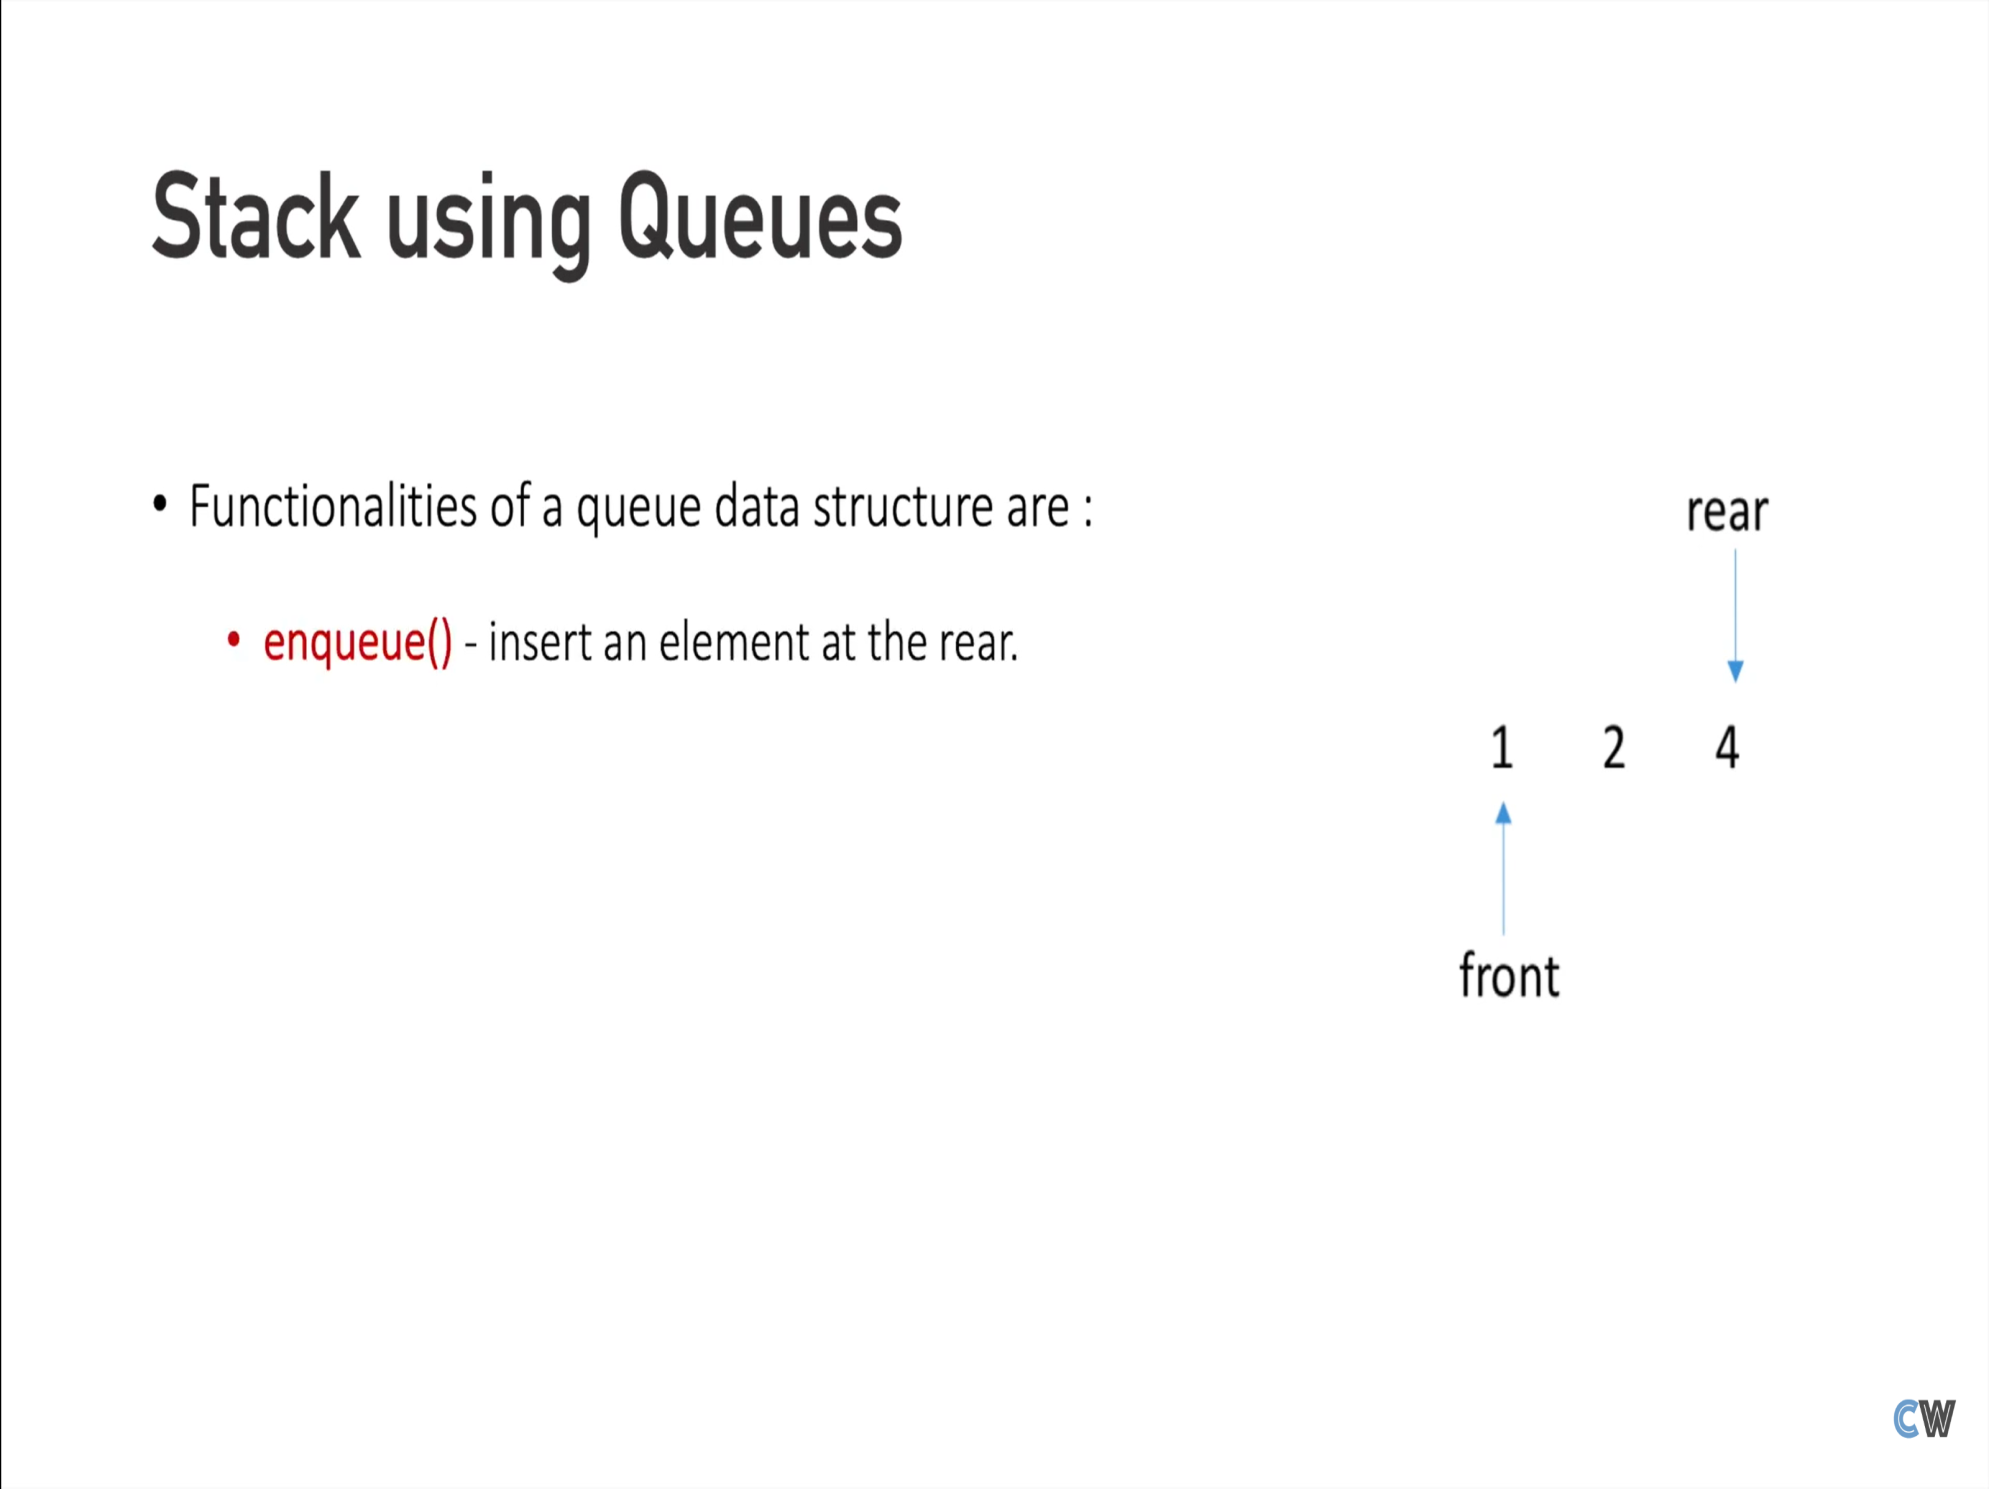 Stack using Queues
• Functionalities of a queue data structure are :
• enqueue() - insert an element at the rear.
rear
1 2 4
front
CW